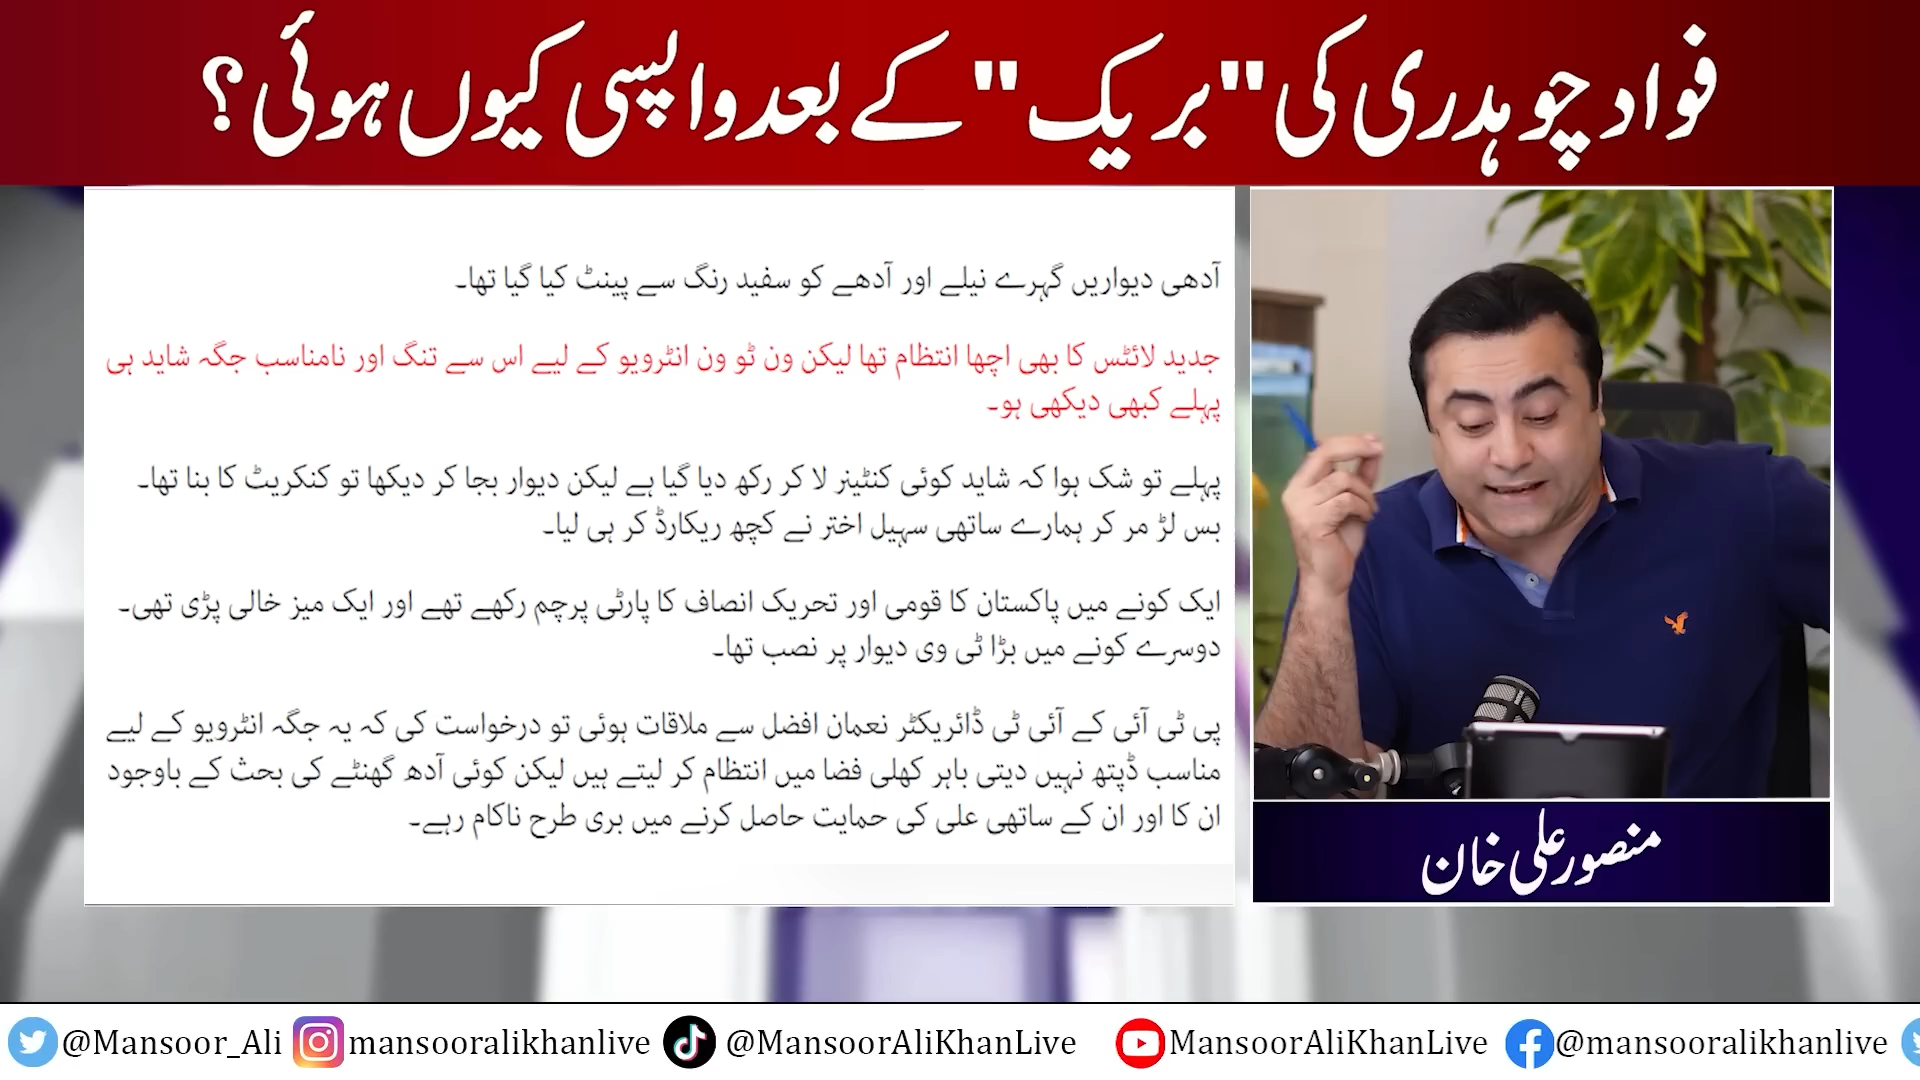 فواد چوہدری کی "بریک" کے بعد واپسی کیوں ہوئی؟
آدھی دیواریں گہرے نیلے اور آدھے کو سفید رنگ سے پینٹ کیا گیا تھا۔
جدید لائٹس کا بھی اچھا انتظام تھا لیکن ون ٹو ون انٹرویو کے لیے اس سے تنگ اور نامناسب جگہ شاید ہی
پہلے کبھی دیکھی ہو۔
پہلے تو شک ہوا کہ شاید کوئی کنٹینر لا کر رکھ دیا گیا ہے لیکن دیوار بجا کر دیکھا تو کنکریٹ کا بنا تھا۔
بس لڑ مر کر ہمارے ساتھی سہیل اختر نے کچھ ریکارڈ کر ہی لیا۔
ایک کونے میں پاکستان کا قومی اور تحریک انصاف کا پارٹی پرچم رکھے تھے اور ایک میز خالی پڑی تھی۔
دوسرے کونے میں بڑا ٹی وی دیوار پر نصب تھا۔
پی ٹی آئی کے آئی ٹی ڈائریکٹر نعمان افضل سے ملاقات ہوئی تو درخواست کی کہ یہ جگہ انٹرویو کے لیے
مناسب ڈپتھ نہیں دیتی باہر کھلی فضا میں انتظام کر لیتے ہیں لیکن کوئی آدھ گھنٹے کی بحث کے باوجود
ان کا اور ان کے ساتھی علی کی حمایت حاصل کرنے میں بری طرح ناکام رہے۔
منصور علی خان
@Mansoor_Ali mansooralikhanlive @MansoorAliKhanLive MansoorAliKhanLive @mansooralikhanlive